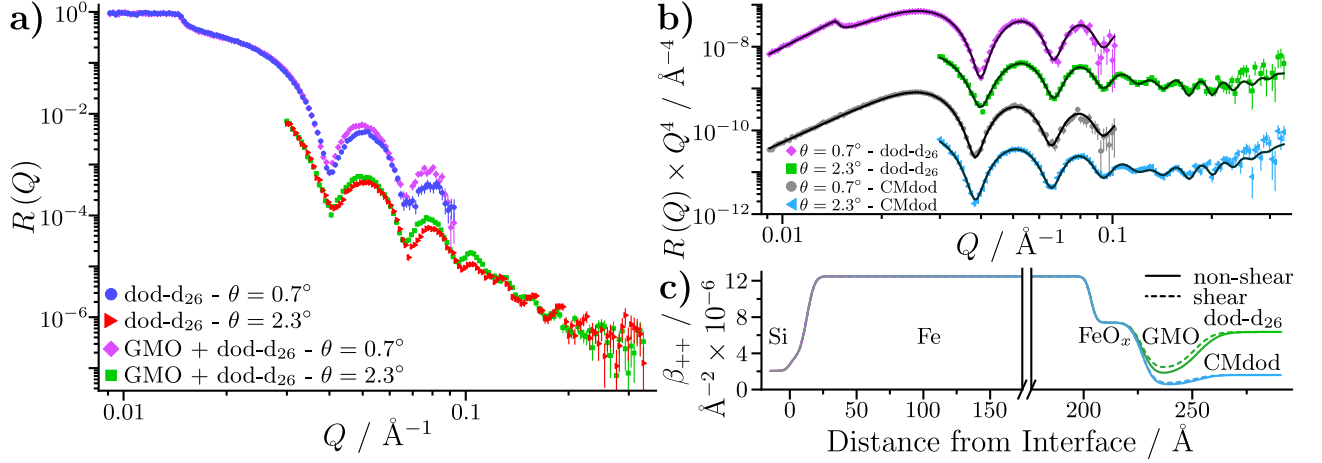 a)
R (Q)
10⁰
10⁻²
10⁻⁴
10⁻⁶
dod-d₂₆ - θ = 0.7°
dod-d₂₆ - θ = 2.3°
GMO + dod-d₂₆ - θ = 0.7°
GMO + dod-d₂₆ - θ = 2.3°
0.01
0.1
Q / Å⁻¹
b)
R (Q) × Q⁴ / Å⁻⁴
10⁻⁸
10⁻¹⁰
10⁻¹²
θ = 0.7° - dod-d₂₆
θ = 2.3° - dod-d₂₆
θ = 0.7° - CMdod
θ = 2.3° - CMdod
0.01
0.1
Q / Å⁻¹
c)
β₊₊ /
Å⁻² × 10⁻⁶
12
8
4
0
Si
Fe
FeOₓ
GMO
non-shear
shear
dod-d₂₆
CMdod
0
50
100
150
200
250
Distance from Interface / Å